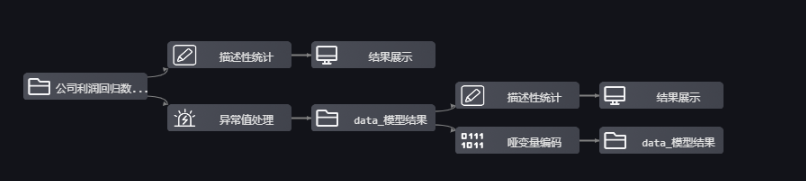 描述性统计
结果展示
公司利润回归数...
异常值处理
data_模型结果
描述性统计
结果展示
0111
1011
哑变量编码
data_模型结果